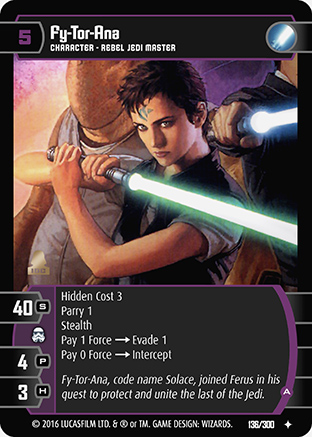 5
Fy-Tor-Ana
CHARACTER - REBEL JEDI MASTER
40 S
4 P
3 H
Hidden Cost 3
Parry 1
Stealth
Pay 1 Force → Evade 1
Pay 0 Force → Intercept
Fy-Tor-Ana, code name Solace, joined Ferus in his
quest to protect and unite the last of the Jedi.
A
© 2016 LUCASFILM LTD. & ® or TM. GAME DESIGN: WIZARDS.
136/300